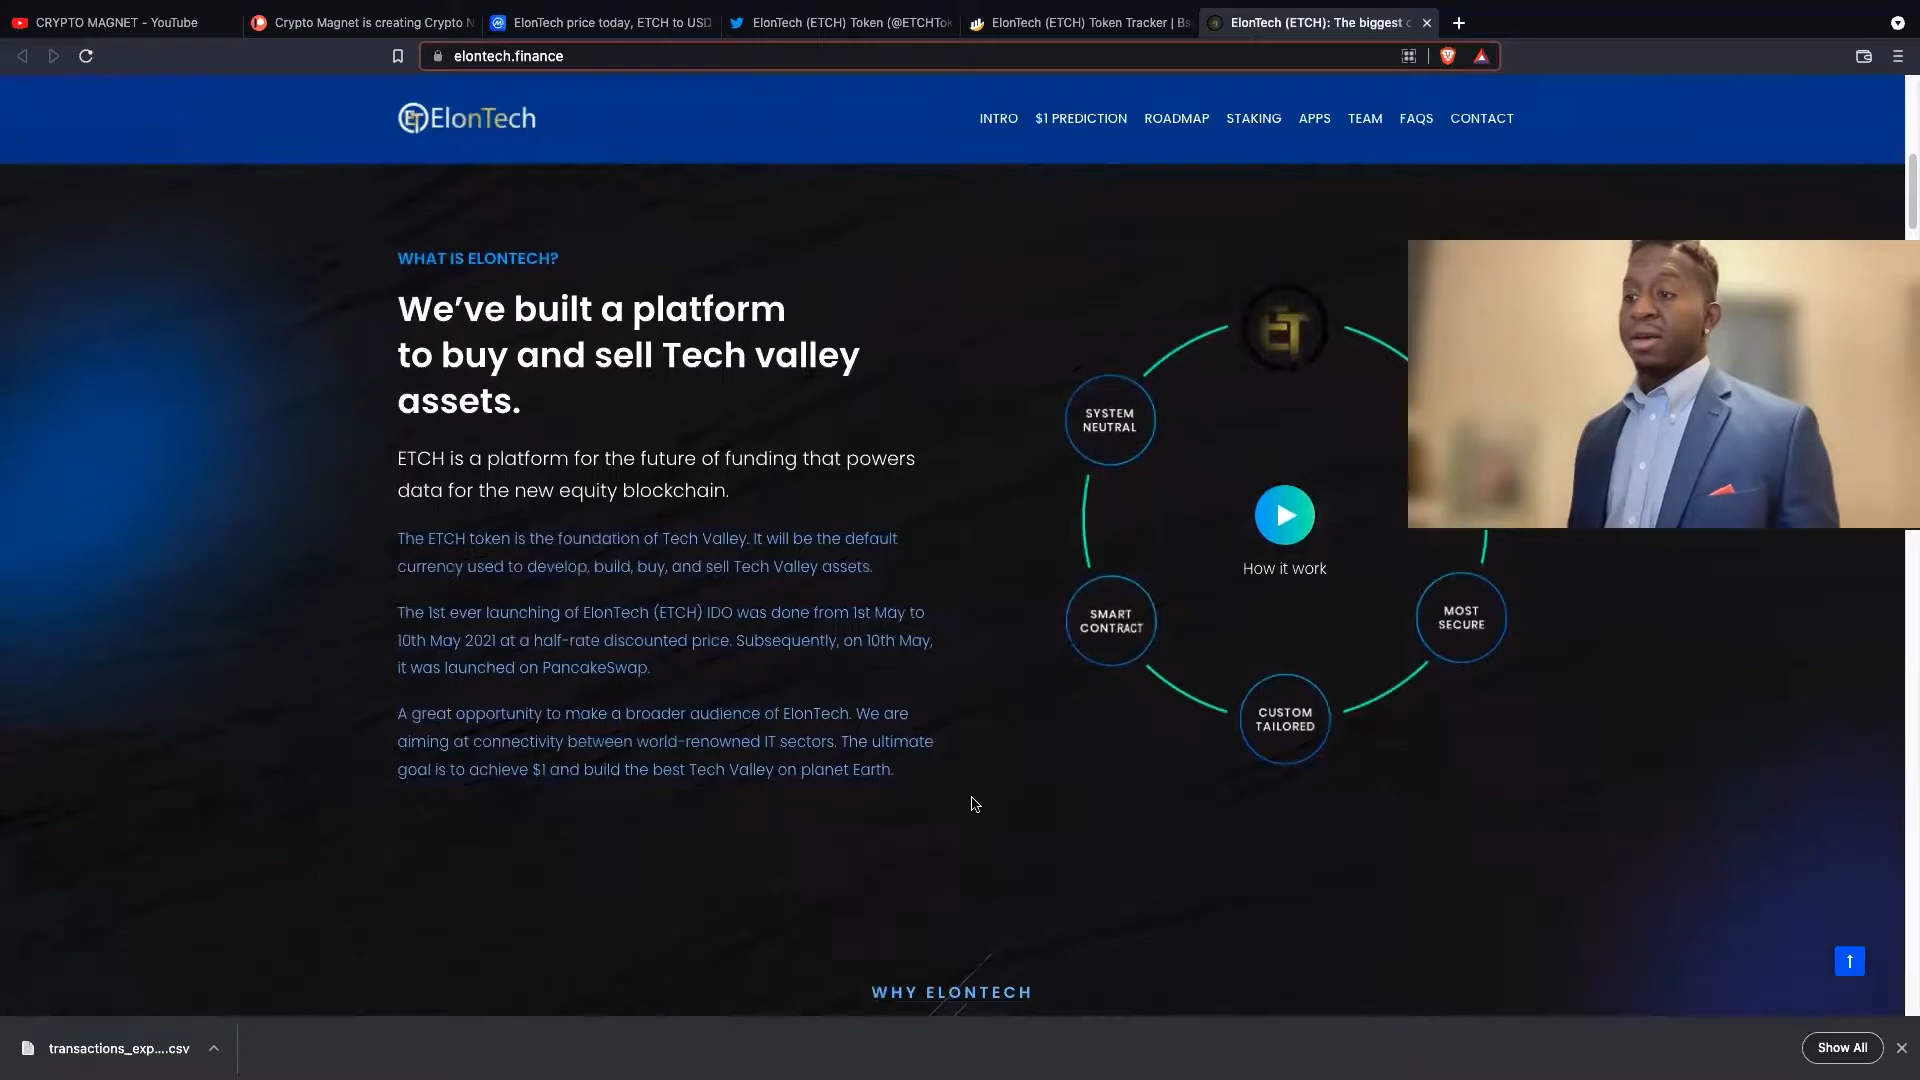 CRYPTO MAGNET - YouTube
Crypto Magnet is creating Crypto N
ElonTech price today, ETCH to USD
ElonTech (ETCH) Token (@ETCHTok
ElonTech (ETCH) Token Tracker | Bs
ElonTech (ETCH): The biggest c
elontech.finance
ElonTech
INTRO
$1 PREDICTION
ROADMAP
STAKING
APPS
TEAM
FAQS
CONTACT
WHAT IS ELONTECH?
We’ve built a platform
to buy and sell Tech valley
assets.
ETCH is a platform for the future of funding that powers
data for the new equity blockchain.
The ETCH token is the foundation of Tech Valley. It will be the default
currency used to develop, build, buy, and sell Tech Valley assets.
The 1st ever launching of ElonTech (ETCH) IDO was done from 1st May to
10th May 2021 at a half-rate discounted price. Subsequently, on 10th May,
it was launched on PancakeSwap.
A great opportunity to make a broader audience of ElonTech. We are
aiming at connectivity between world-renowned IT sectors. The ultimate
goal is to achieve $1 and build the best Tech Valley on planet Earth.
ET
SYSTEM
NEUTRAL
How it work
SMART
CONTRACT
MOST
SECURE
CUSTOM
TAILORED
WHY ELONTECH
transactions_exp....csv
Show All